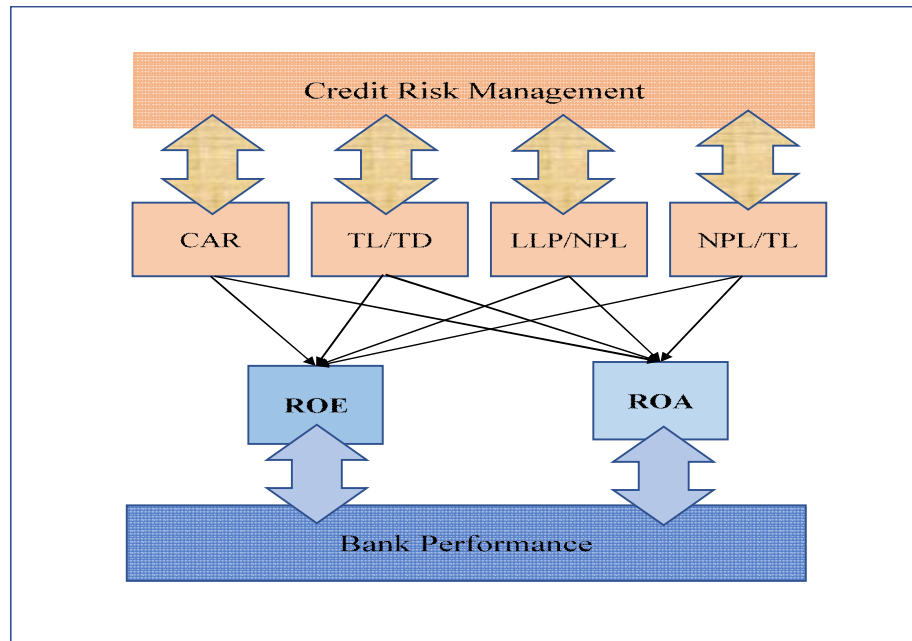 Credit Risk Management
CAR
TL/TD
LLP/NPL
NPL/TL
ROE
ROA
Bank Performance